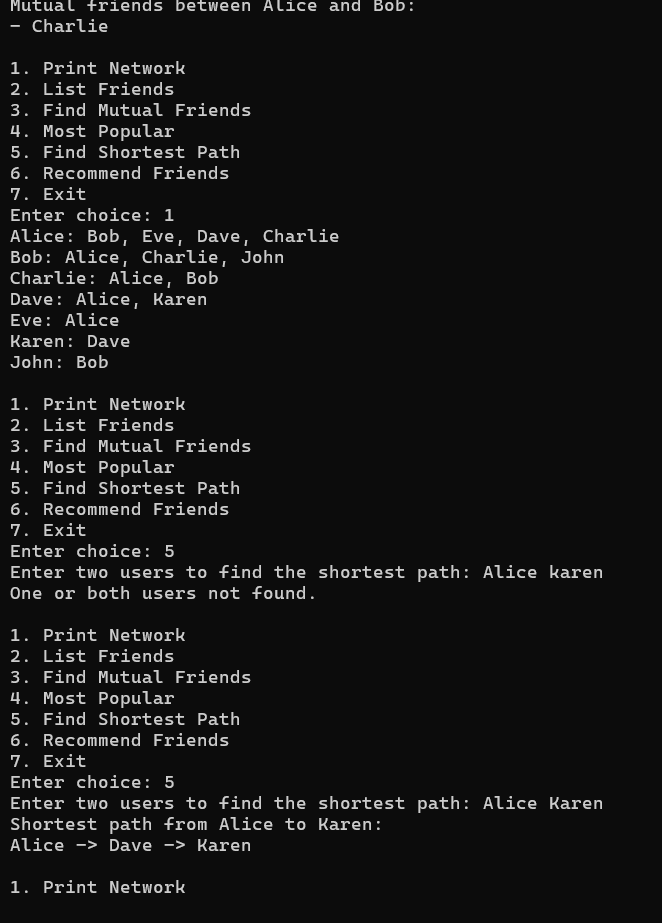 Mutual friends between Alice and Bob:
- Charlie
1. Print Network
2. List Friends
3. Find Mutual Friends
4. Most Popular
5. Find Shortest Path
6. Recommend Friends
7. Exit
Enter choice: 1
Alice: Bob, Eve, Dave, Charlie
Bob: Alice, Charlie, John
Charlie: Alice, Bob
Dave: Alice, Karen
Eve: Alice
Karen: Dave
John: Bob
1. Print Network
2. List Friends
3. Find Mutual Friends
4. Most Popular
5. Find Shortest Path
6. Recommend Friends
7. Exit
Enter choice: 5
Enter two users to find the shortest path: Alice karen
One or both users not found.
1. Print Network
2. List Friends
3. Find Mutual Friends
4. Most Popular
5. Find Shortest Path
6. Recommend Friends
7. Exit
Enter choice: 5
Enter two users to find the shortest path: Alice Karen
Shortest path from Alice to Karen:
Alice -> Dave -> Karen
1. Print Network